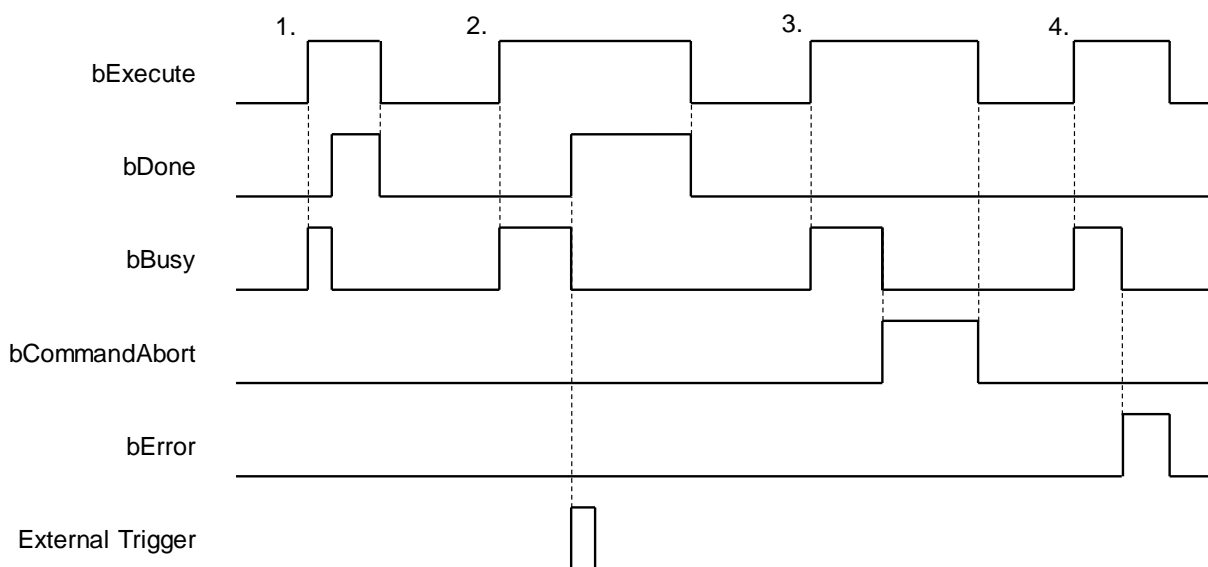 1. 2. 3. 4.
bExecute
bDone
bBusy
bCommandAbort
bError
External Trigger